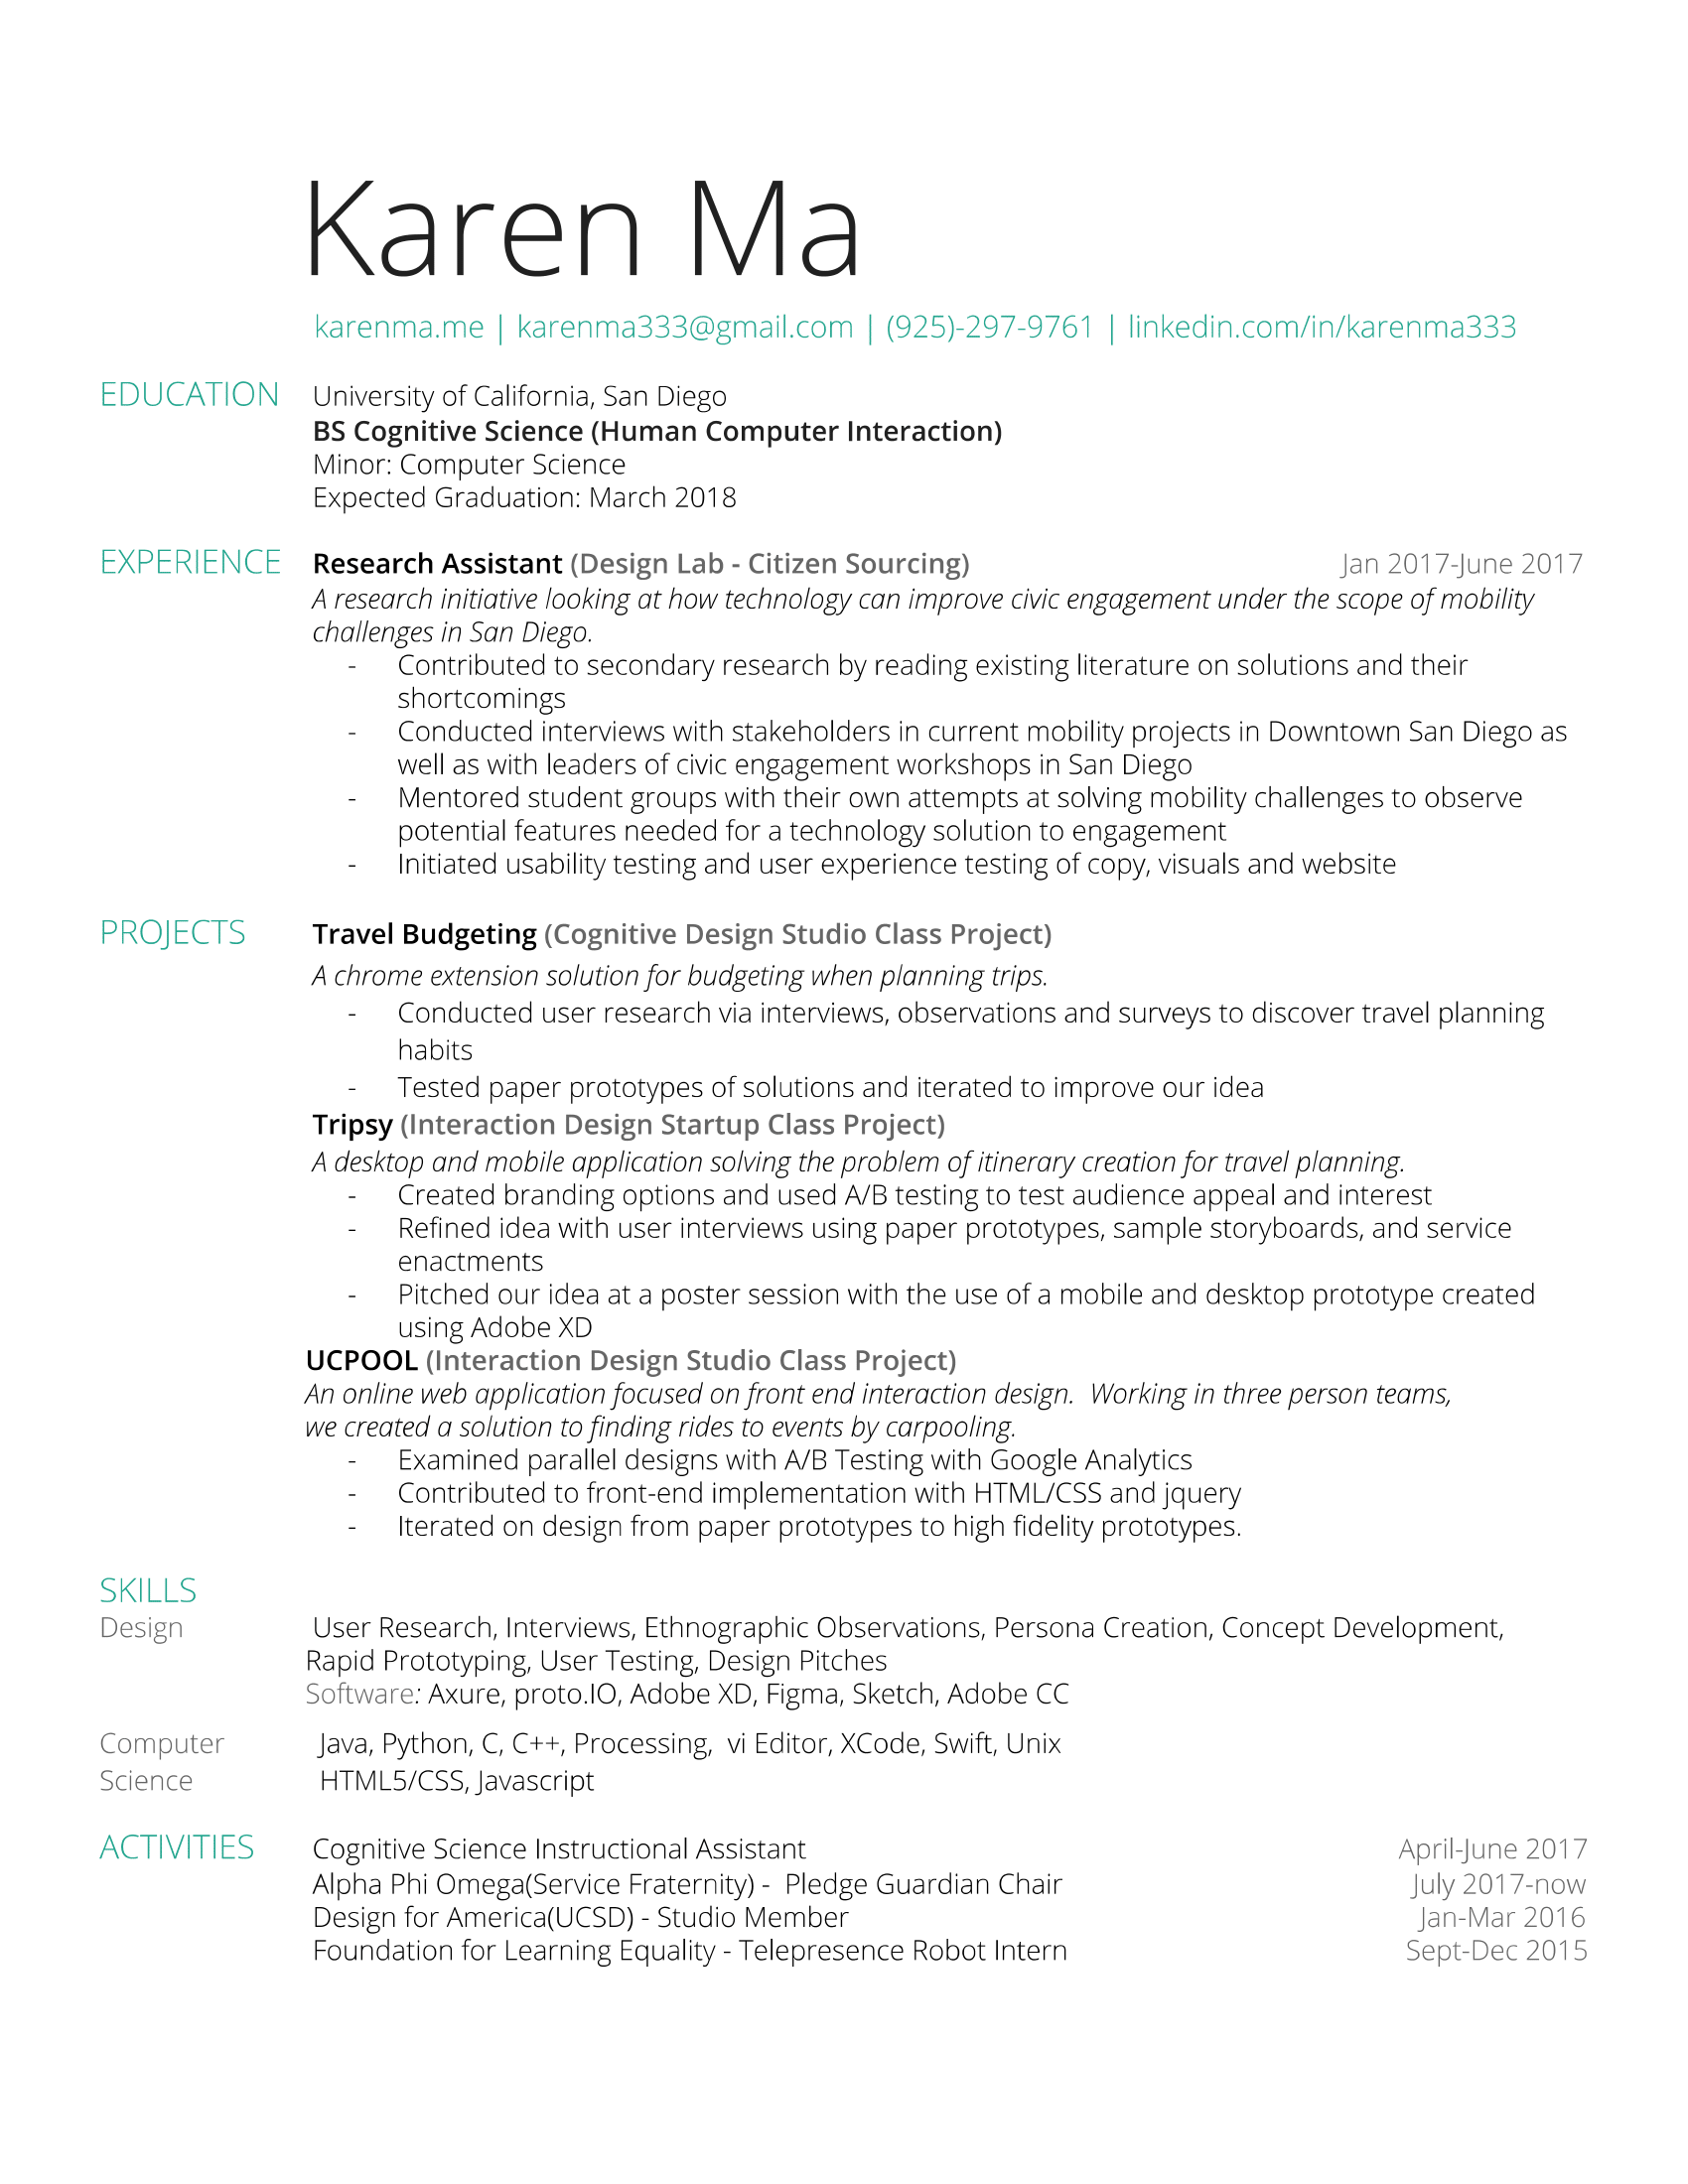 Karen Ma
karenma.me | karenma333@gmail.com | (925)-297-9761 | linkedin.com/in/karenma333
EDUCATION University of California, San Diego
BS Cognitive Science (Human Computer Interaction)
Minor: Computer Science
Expected Graduation: March 2018
EXPERIENCE Research Assistant (Design Lab - Citizen Sourcing) Jan 2017-June 2017
A research initiative looking at how technology can improve civic engagement under the scope of mobility
challenges in San Diego.
- Contributed to secondary research by reading existing literature on solutions and their
shortcomings
- Conducted interviews with stakeholders in current mobility projects in Downtown San Diego as
well as with leaders of civic engagement workshops in San Diego
- Mentored student groups with their own attempts at solving mobility challenges to observe
potential features needed for a technology solution to engagement
- Initiated usability testing and user experience testing of copy, visuals and website
PROJECTS Travel Budgeting (Cognitive Design Studio Class Project)
A chrome extension solution for budgeting when planning trips.
- Conducted user research via interviews, observations and surveys to discover travel planning
habits
- Tested paper prototypes of solutions and iterated to improve our idea
Tripsy (Interaction Design Startup Class Project)
A desktop and mobile application solving the problem of itinerary creation for travel planning.
- Created branding options and used A/B testing to test audience appeal and interest
- Refined idea with user interviews using paper prototypes, sample storyboards, and service
enactments
- Pitched our idea at a poster session with the use of a mobile and desktop prototype created
using Adobe XD
UCPOOL (Interaction Design Studio Class Project)
An online web application focused on front end interaction design.  Working in three person teams,
we created a solution to finding rides to events by carpooling.
- Examined parallel designs with A/B Testing with Google Analytics
- Contributed to front-end implementation with HTML/CSS and jquery
- Iterated on design from paper prototypes to high fidelity prototypes.
SKILLS
Design User Research, Interviews, Ethnographic Observations, Persona Creation, Concept Development,
Rapid Prototyping, User Testing, Design Pitches
Software: Axure, proto.IO, Adobe XD, Figma, Sketch, Adobe CC
Computer Java, Python, C, C++, Processing,  vi Editor, XCode, Swift, Unix
Science HTML5/CSS, Javascript
ACTIVITIES Cognitive Science Instructional Assistant April-June 2017
Alpha Phi Omega(Service Fraternity) -  Pledge Guardian Chair July 2017-now
Design for America(UCSD) - Studio Member Jan-Mar 2016
Foundation for Learning Equality - Telepresence Robot Intern Sept-Dec 2015